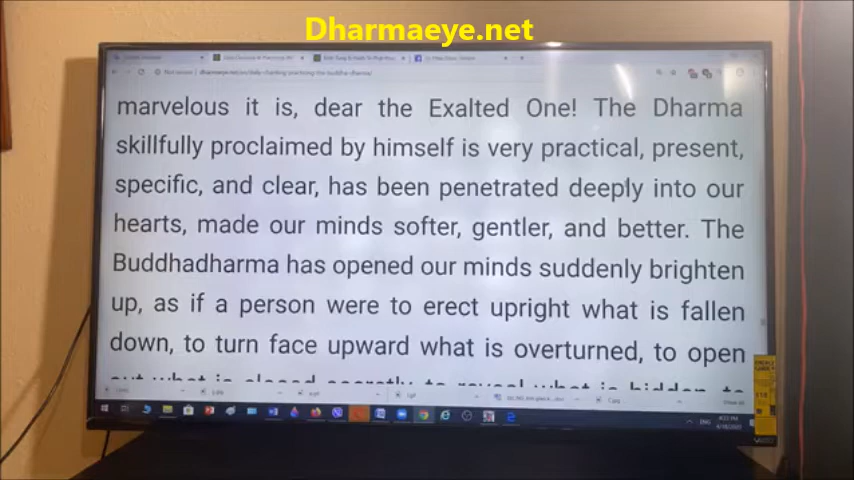 Dharmaeye.net
marvelous it is, dear the Exalted One! The Dharma
skillfully proclaimed by himself is very practical, present,
specific, and clear, has been penetrated deeply into our
hearts, made our minds softer, gentler, and better. The
Buddhadharma has opened our minds suddenly brighten
up, as if a person were to erect upright what is fallen
down, to turn face upward what is overturned, to open